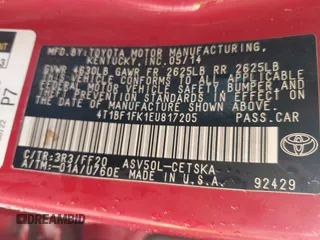 BY: TOYOTA MOTOR MANUFACTURING,
KENTUCKY,INC.05/14
GVWR 4630LB GAWR FR 2625LB RR 2625LB
THIS VEHICLE CONFORMS TO ALL APPLICABLE
FEDERAL MOTOR VEHICLE SAFETY,BUMPER AND
THEFT PREVENTION STANDARDS IN EFFECT ON
THE DATE OF MANUFACTURE SHOWN ABOVE.
4T1BF1FK1EU817205 PASS.CAR
C/TR:3R3/FF20 ASV50L-CETSKA
A/TM:-01A/U760E MADE IN U.S.A.
92429
TOYOTA
P7
DREAMBID